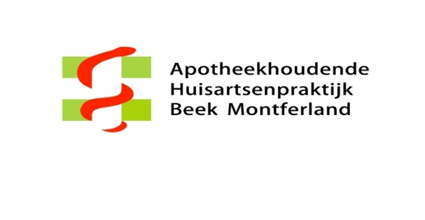 Apotheekhoudende
Huisartsenpraktijk
Beek Montferland